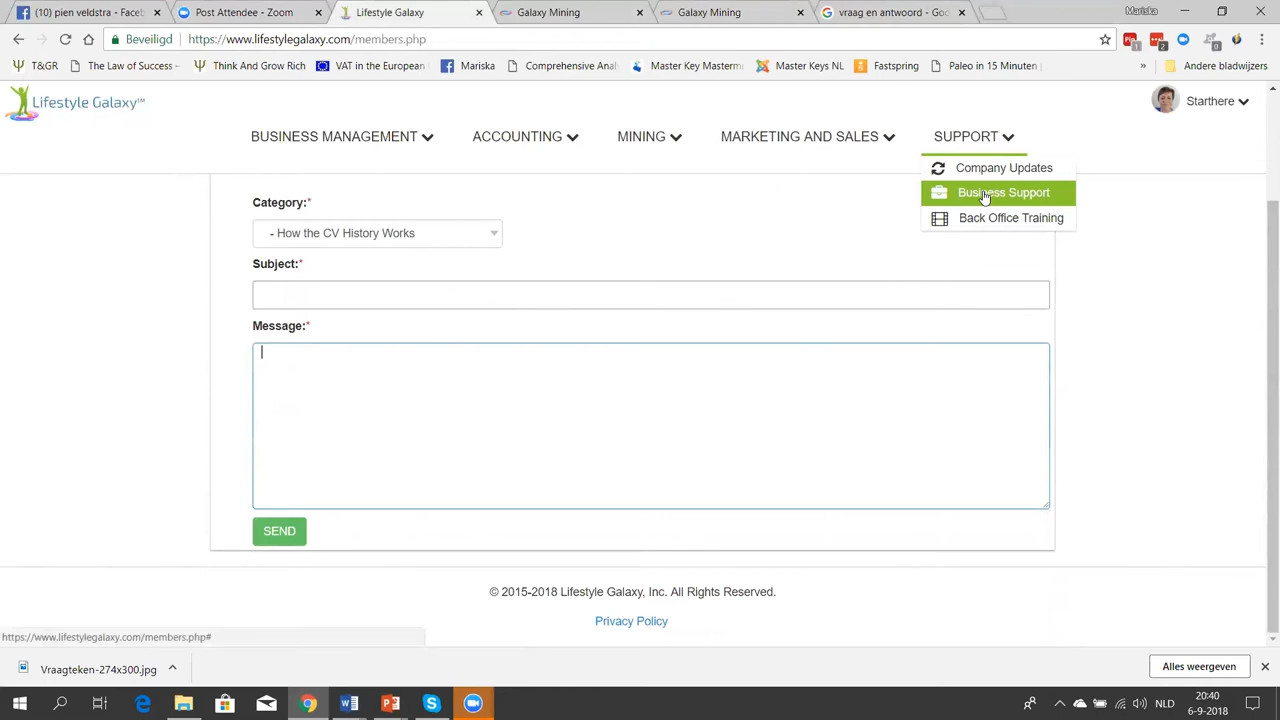 (10) pien veldstra - Faceb
Post Attendee - Zoom
Lifestyle Galaxy
Galaxy Mining
Galaxy Mining
vraag en antwoord - Goo
Mariska
Beveiligd
https://www.lifestylegalaxy.com/members.php
T&GR
The Law of Success –
Think And Grow Rich
VAT in the European
Mariska
Comprehensive Anal
Master Key Masterm
Master Keys NL
Fastspring
Paleo in 15 Minuten
»
Andere bladwijzers
Lifestyle Galaxy™
Starthere
BUSINESS MANAGEMENT
ACCOUNTING
MINING
MARKETING AND SALES
SUPPORT
Company Updates
Business Support
Back Office Training
Category:*
- How the CV History Works
Subject:*
Message:*
SEND
© 2015-2018 Lifestyle Galaxy, Inc. All Rights Reserved.
Privacy Policy
https://www.lifestylegalaxy.com/members.php#
Vraagteken-274x300.jpg
Alles weergeven
NLD
20:40
6-9-2018